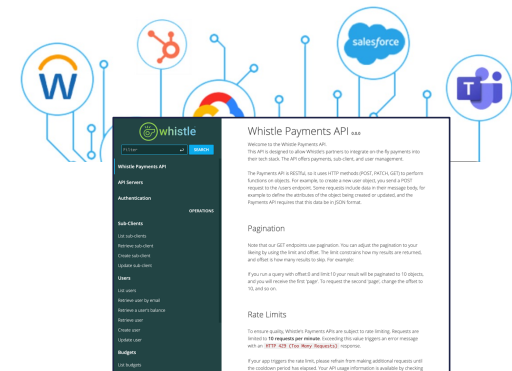 salesforce
whistle
Filter
SEARCH
Whistle Payments API
API Servers
Authentication
OPERATIONS
Sub-Clients
List sub-clients
Retrieve sub-client
Create sub-client
Update sub-client
Users
List users
Retrieve user by email
Retrieve a user's balance
Retrieve user
Create user
Update user
Budgets
List budgets
Whistle Payments API 0.0.0
Welcome to the Whistle Payments API.
This API is designed to allow Whistle's partners to integrate on-the-fly payments into
their tech stack. The API offers payments, sub-client, and user management.
The Payments API is RESTful, so it uses HTTP methods (POST, PATCH, GET) to perform
functions on objects. For example, to create a new user object, you send a POST
request to the /users endpoint. Some requests include data in their message body, for
example to define the attributes of the object being created or updated, and the
Payments API requires that this data be in JSON format.
Pagination
Note that our GET endpoints use pagination. You can adjust the pagination to your
likeing by using the limit and offset. The limit constrains how my results are returned,
and offset is how many results to skip. For example:
If you run a query with offset:0 and limit:10 your result will be paginated to 10 objects,
and you will receive the first 'page'. To request the second 'page', change the offset to
10, and so on.
Rate Limits
To ensure quality, Whistle's Payments APIs are subject to rate limiting. Requests are
limited to 10 requests per minute. Exceeding this value triggers an error message
with an HTTP 429 (Too Many Requests) response.
If your app triggers the rate limit, please refrain from making additional requests until
the cooldown period has elapsed. Your API usage information is available by checking